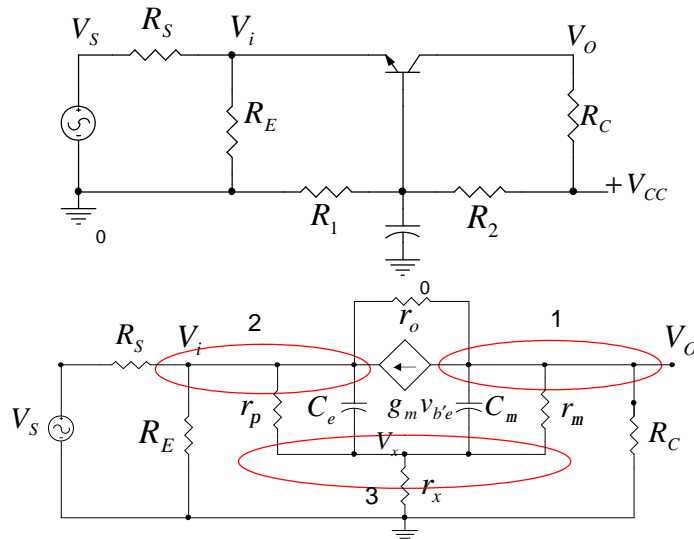 V_S
R_S
V_i
V_O
R_E
R_C
R_1
R_2
+V_CC
0
0
R_S
V_i
2
r_o
1
V_O
V_S
R_E
r_p
C_e
g_m v_b'e
C_m
r_m
R_C
V_x
3
r_x